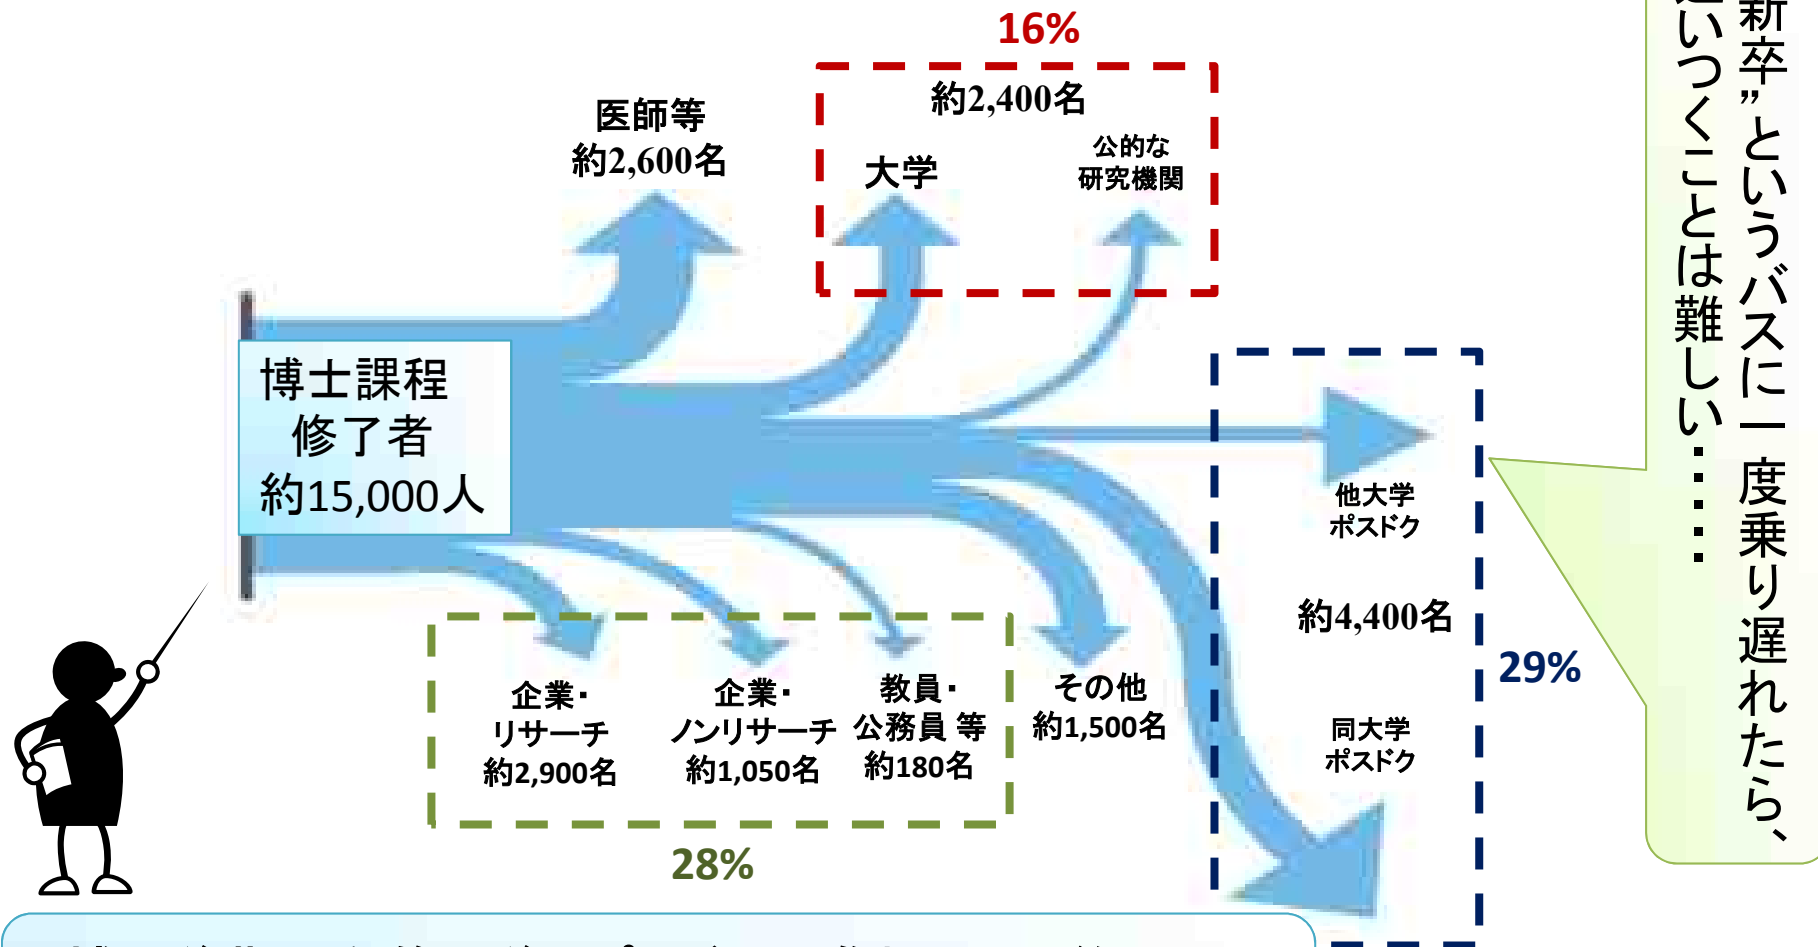 16%
約2,400名
医師等
約2,600名
大学
公的な
研究機関
博士課程
修了者
約15,000人
他大学
ポスドク
約4,400名
29%
同大学
ポスドク
企業・
リサーチ
約2,900名
企業・
ノンリサーチ
約1,050名
教員・
公務員 等
約180名
その他
約1,500名
28%
新卒”というバスに一度乗り遅れたら、
いつくことは難しい・・・・・・